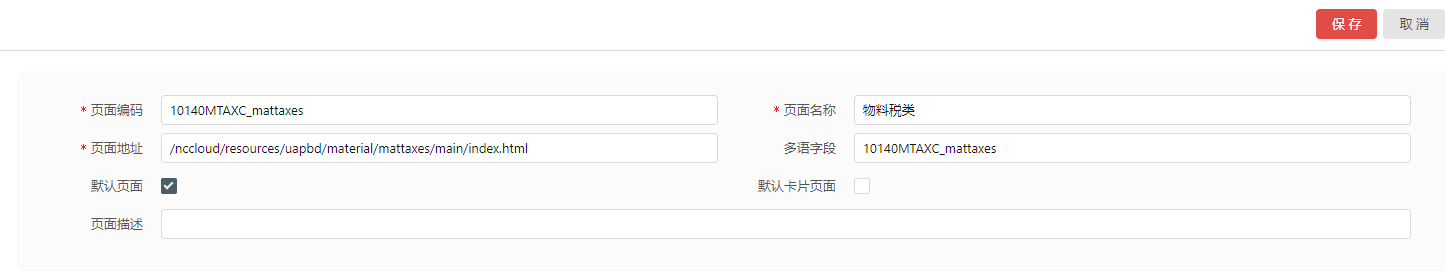 保存 取消
* 页面编码 10140MTAXC_mattaxes * 页面名称 物料税类
* 页面地址 /nccloud/resources/uapbd/material/mattaxes/main/index.html 多语字段 10140MTAXC_mattaxes
默认页面 默认卡片页面
页面描述